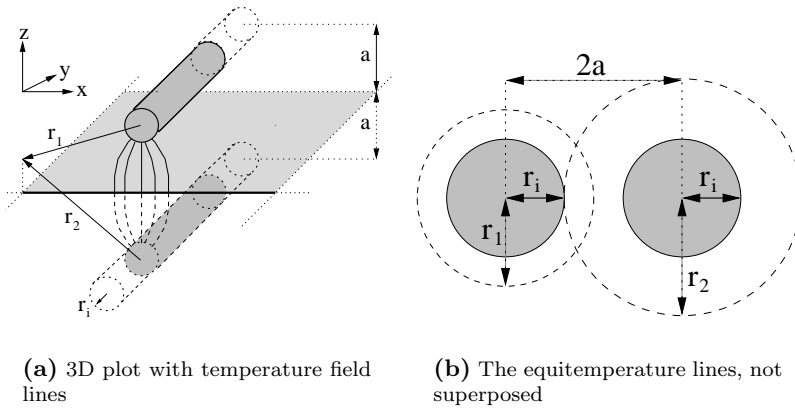 z
y
x
a
a
r1
r2
ri
2a
ri
ri
r1
r2
(a) 3D plot with temperature field
lines
(b) The equitemperature lines, not
superposed